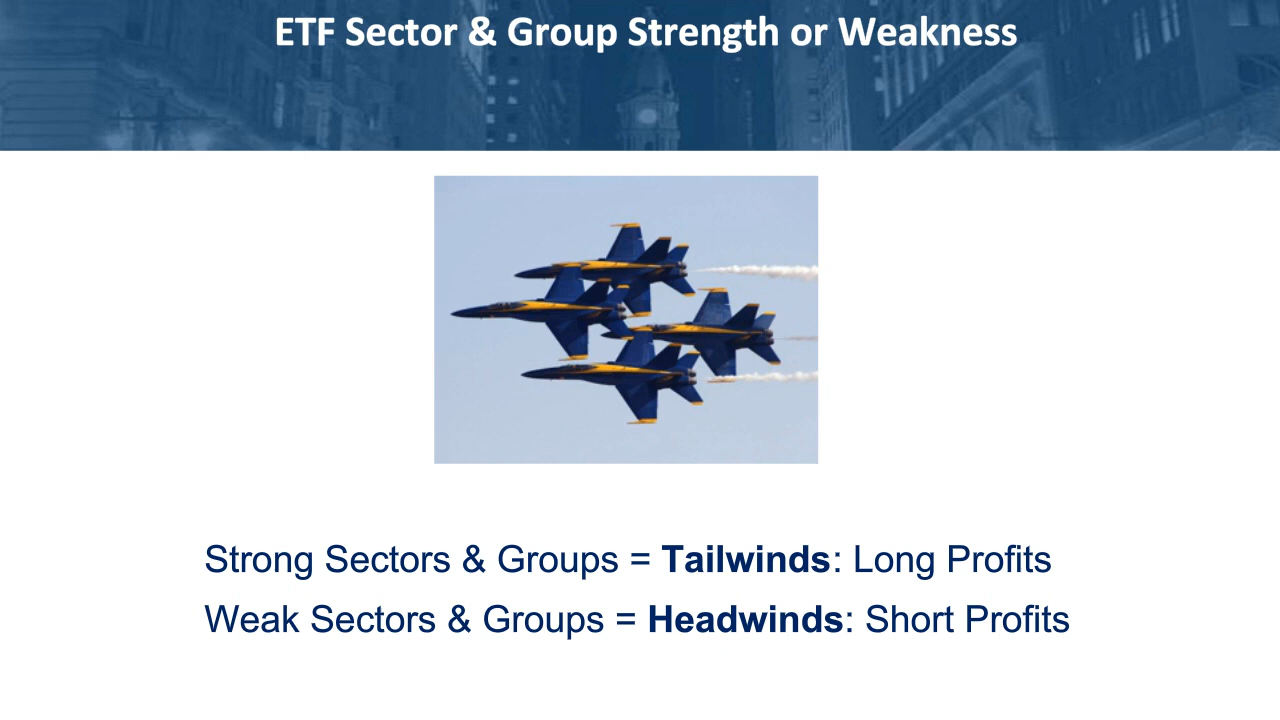 ETF Sector & Group Strength or Weakness
Strong Sectors & Groups = Tailwinds: Long Profits
Weak Sectors & Groups = Headwinds: Short Profits